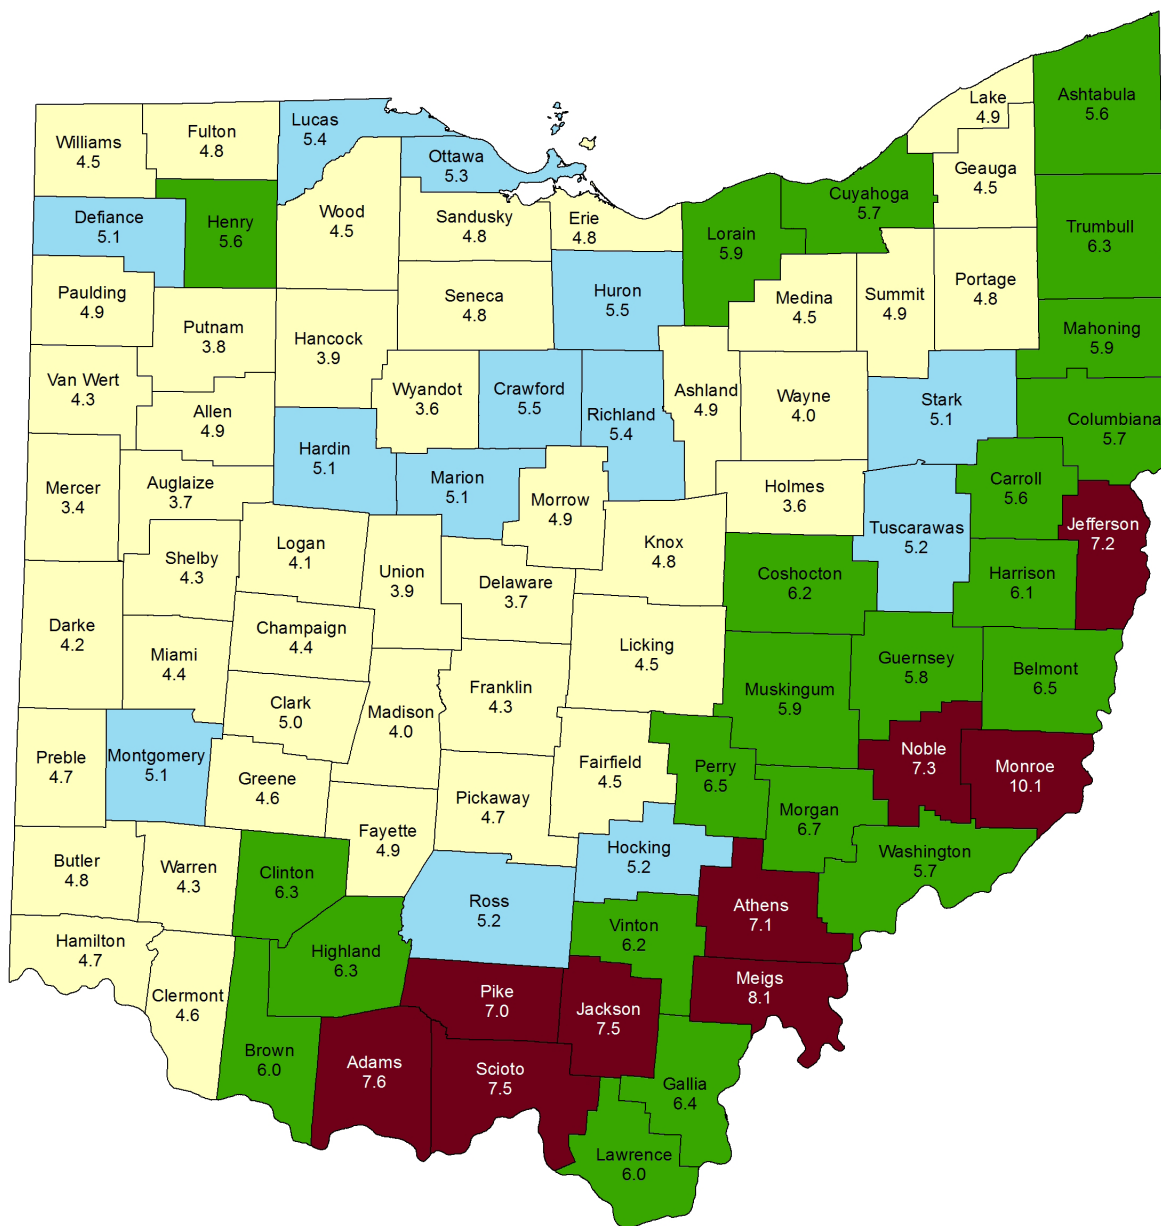 Lake
4.9
Ashtabula
5.6
Lucas
5.4
Fulton
4.8
Williams
4.5
Ottawa
5.3
Geauga
4.5
Cuyahoga
5.7
Wood
4.5
Sandusky
4.8
Erie
4.8
Defiance
5.1
Henry
5.6
Lorain
5.9
Trumbull
6.3
Paulding
4.9
Seneca
4.8
Huron
5.5
Medina
4.5
Summit
4.9
Portage
4.8
Putnam
3.8
Hancock
3.9
Mahoning
5.9
Van Wert
4.3
Allen
4.9
Wyandot
3.6
Crawford
5.5
Richland
5.4
Ashland
4.9
Wayne
4.0
Stark
5.1
Columbiana
5.7
Hardin
5.1
Mercer
3.4
Auglaize
3.7
Marion
5.1
Morrow
4.9
Holmes
3.6
Carroll
5.6
Tuscarawas
5.2
Jefferson
7.2
Shelby
4.3
Logan
4.1
Union
3.9
Delaware
3.7
Knox
4.8
Coshocton
6.2
Harrison
6.1
Darke
4.2
Miami
4.4
Champaign
4.4
Licking
4.5
Guernsey
5.8
Belmont
6.5
Clark
5.0
Madison
4.0
Franklin
4.3
Muskingum
5.9
Preble
4.7
Montgomery
5.1
Greene
4.6
Pickaway
4.7
Fairfield
4.5
Perry
6.5
Noble
7.3
Monroe
10.1
Morgan
6.7
Fayette
4.9
Butler
4.8
Warren
4.3
Clinton
6.3
Hocking
5.2
Washington
5.7
Ross
5.2
Athens
7.1
Vinton
6.2
Hamilton
4.7
Highland
6.3
Clermont
4.6
Pike
7.0
Jackson
7.5
Meigs
8.1
Brown
6.0
Adams
7.6
Scioto
7.5
Gallia
6.4
Lawrence
6.0